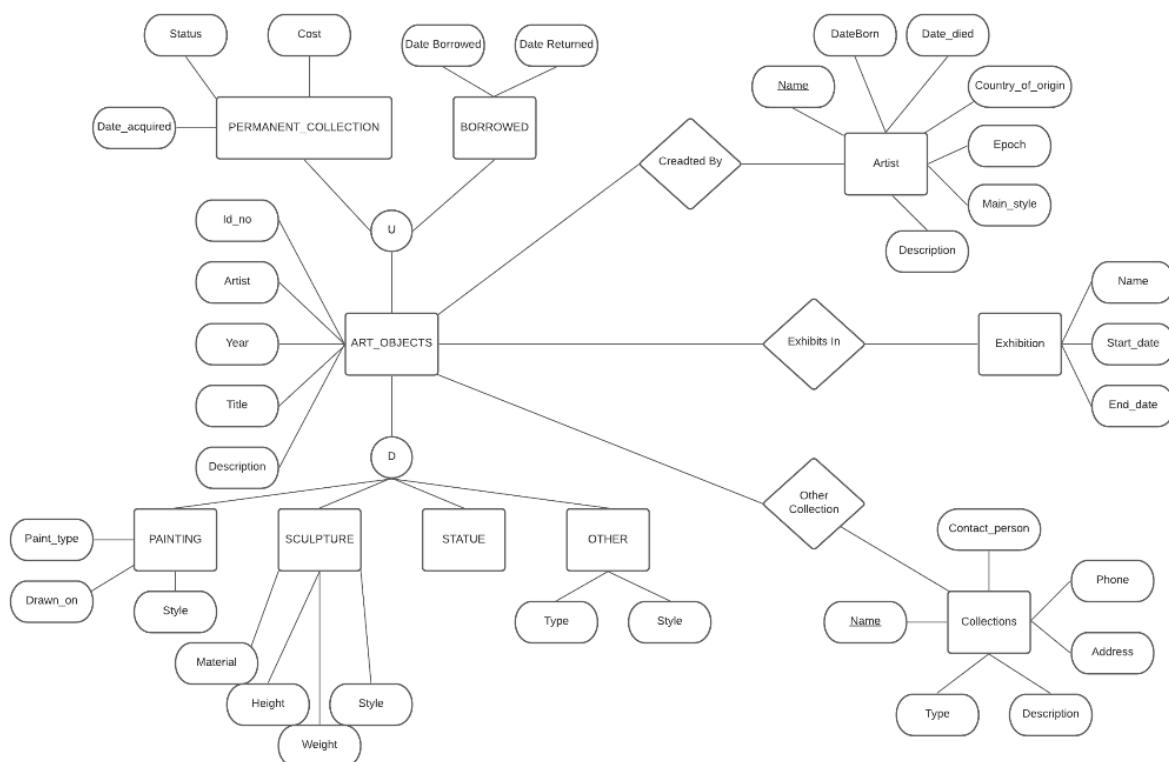 Status
Cost
Date Borrowed
Date Returned
DateBorn
Date_died
Name
Country_of_origin
Date_acquired
PERMANENT_COLLECTION
BORROWED
Creadted By
Artist
Epoch
Main_style
Description
Id_no
U
Artist
Year
Title
Description
ART_OBJECTS
Exhibits In
Exhibition
Name
Start_date
End_date
D
Other
Collection
PAINTING
SCULPTURE
STATUE
OTHER
Paint_type
Drawn_on
Style
Material
Height
Weight
Style
Type
Style
Contact_person
Phone
Name
Collections
Address
Type
Description